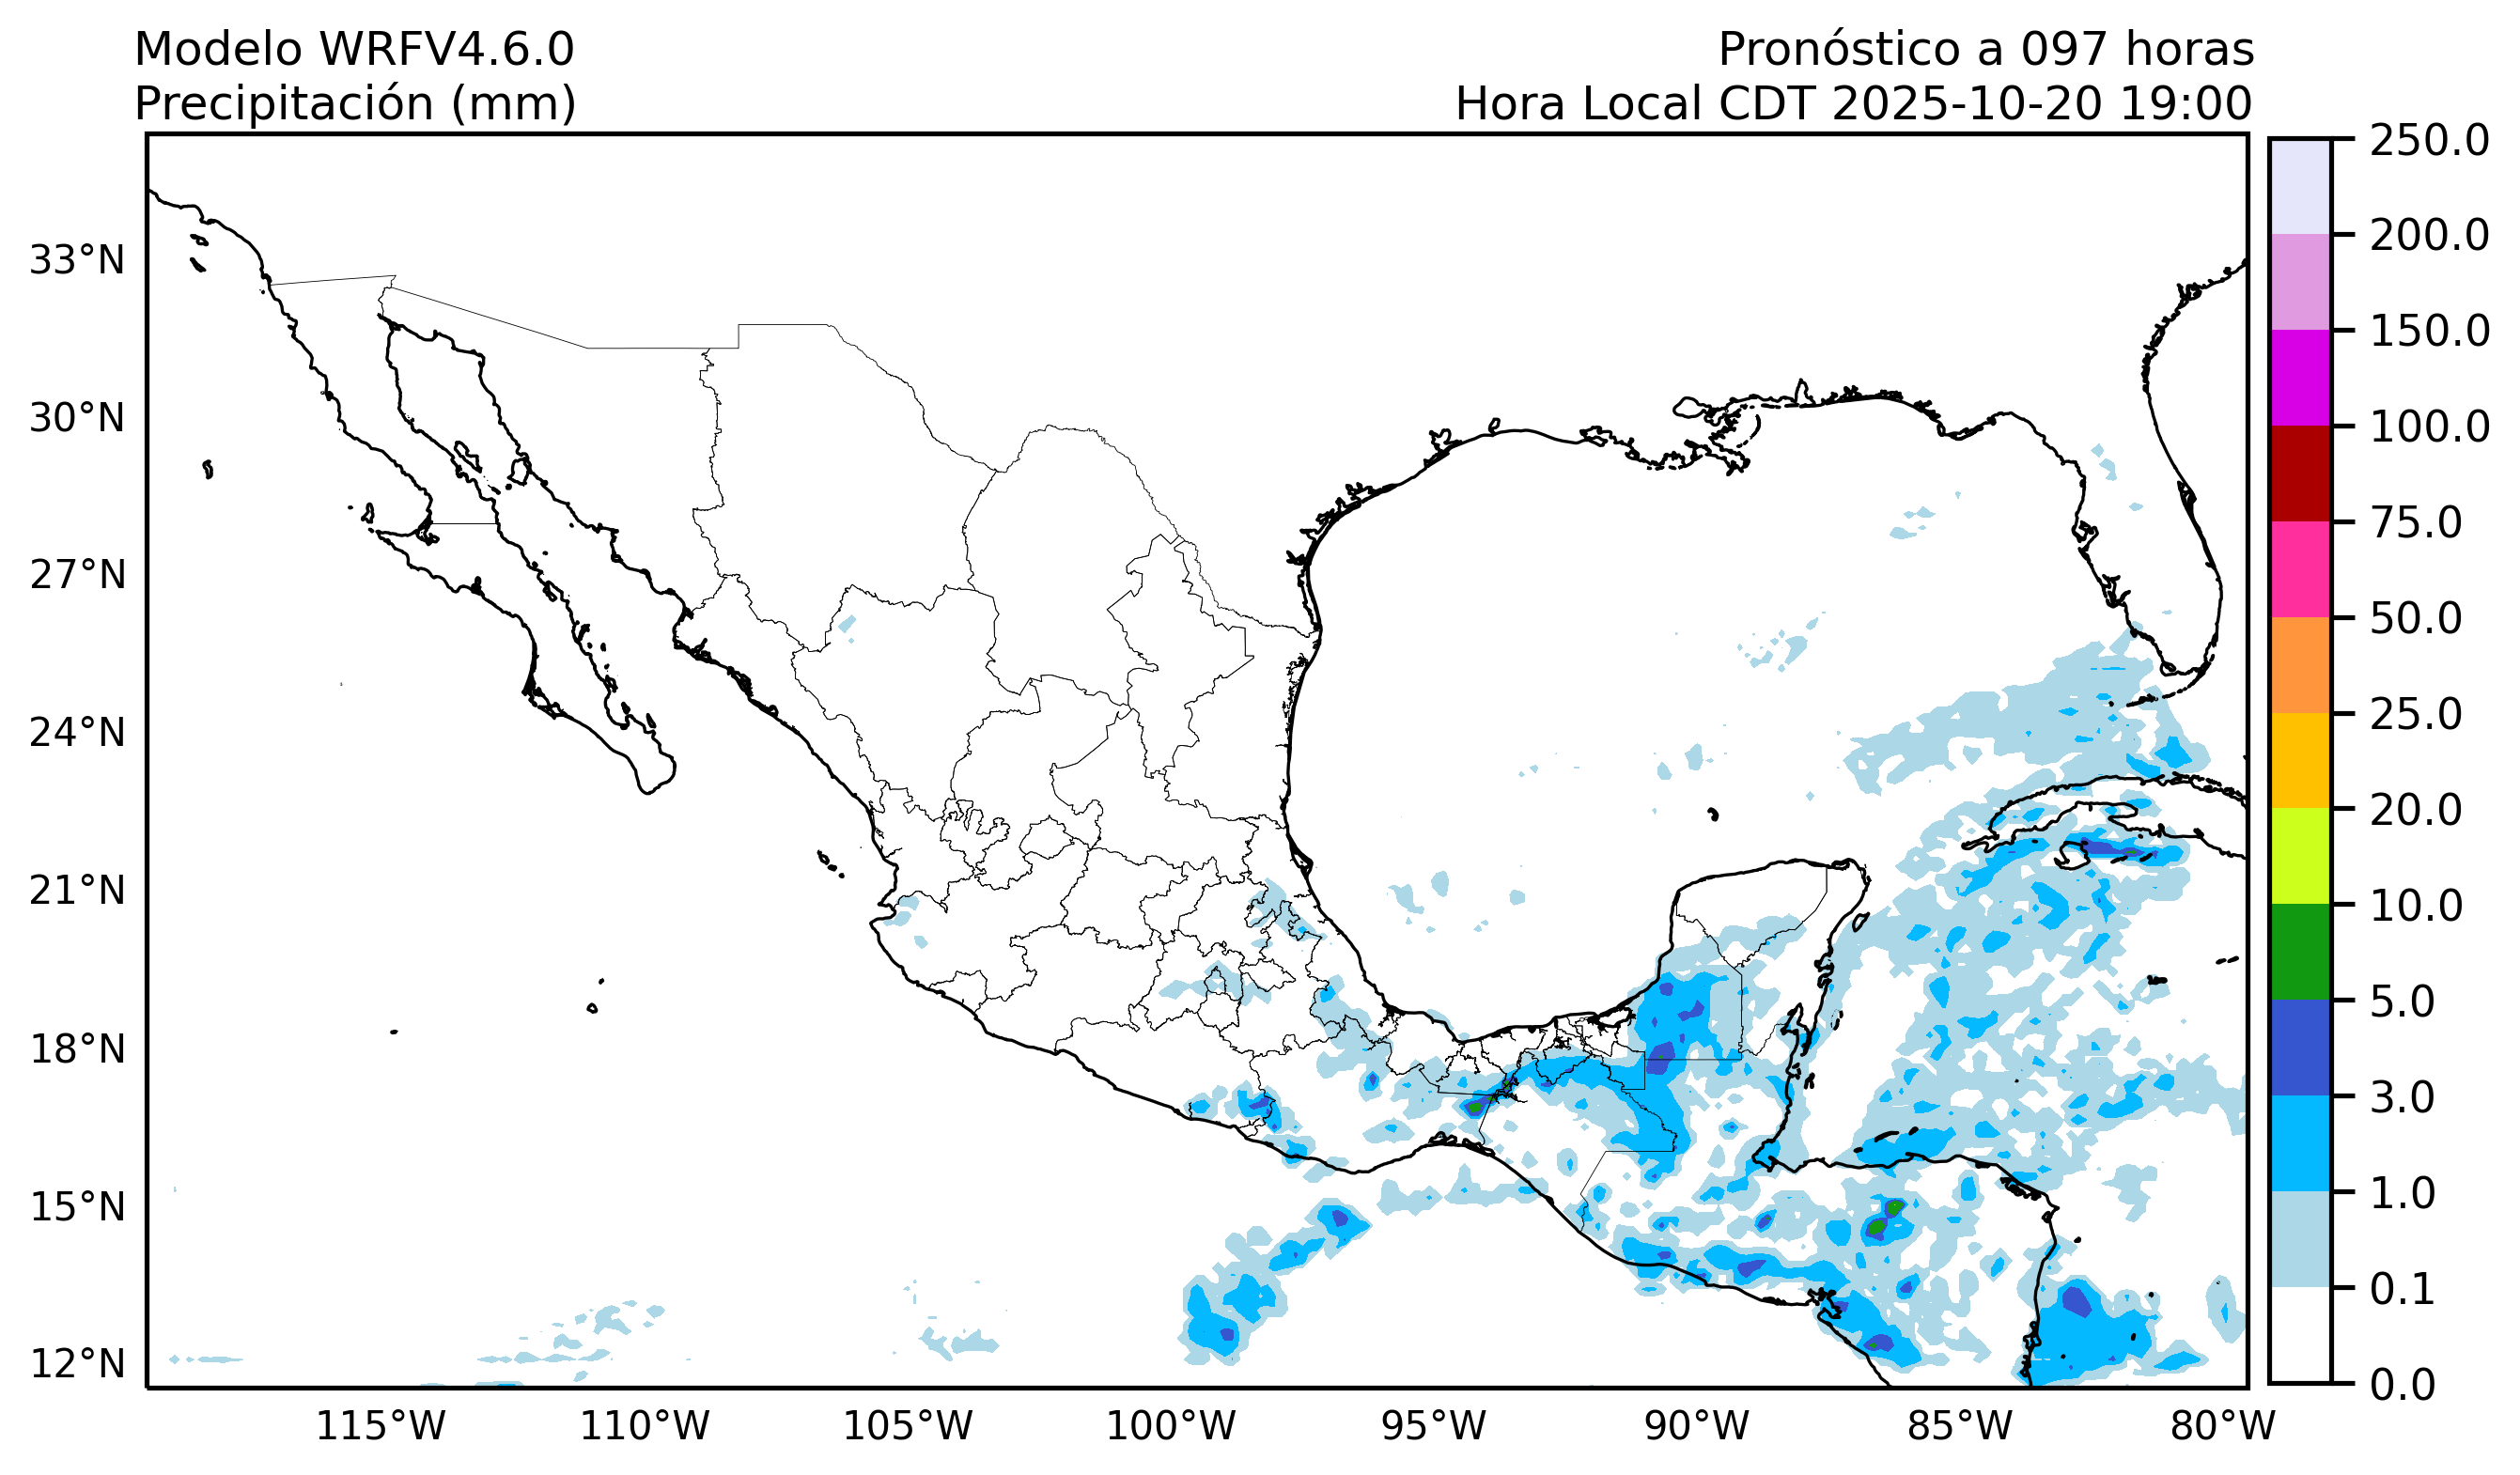 Modelo WRFV4.6.0
Precipitación (mm)
Pronóstico a 097 horas
Hora Local CDT 2025-10-20 19:00
33°N
30°N
27°N
24°N
21°N
18°N
15°N
12°N
115°W
110°W
105°W
100°W
95°W
90°W
85°W
80°W
250.0
200.0
150.0
100.0
75.0
50.0
25.0
20.0
10.0
5.0
3.0
1.0
0.1
0.0